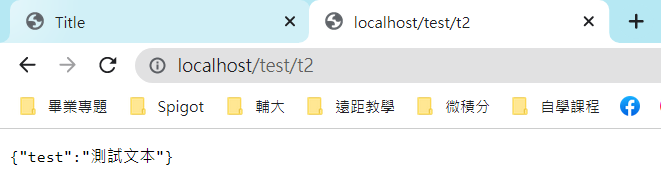 Title
localhost/test/t2
localhost/test/t2
畢業專題 Spigot 輔大 遠距教學 微積分 自學課程
{"test":"測試文本"}